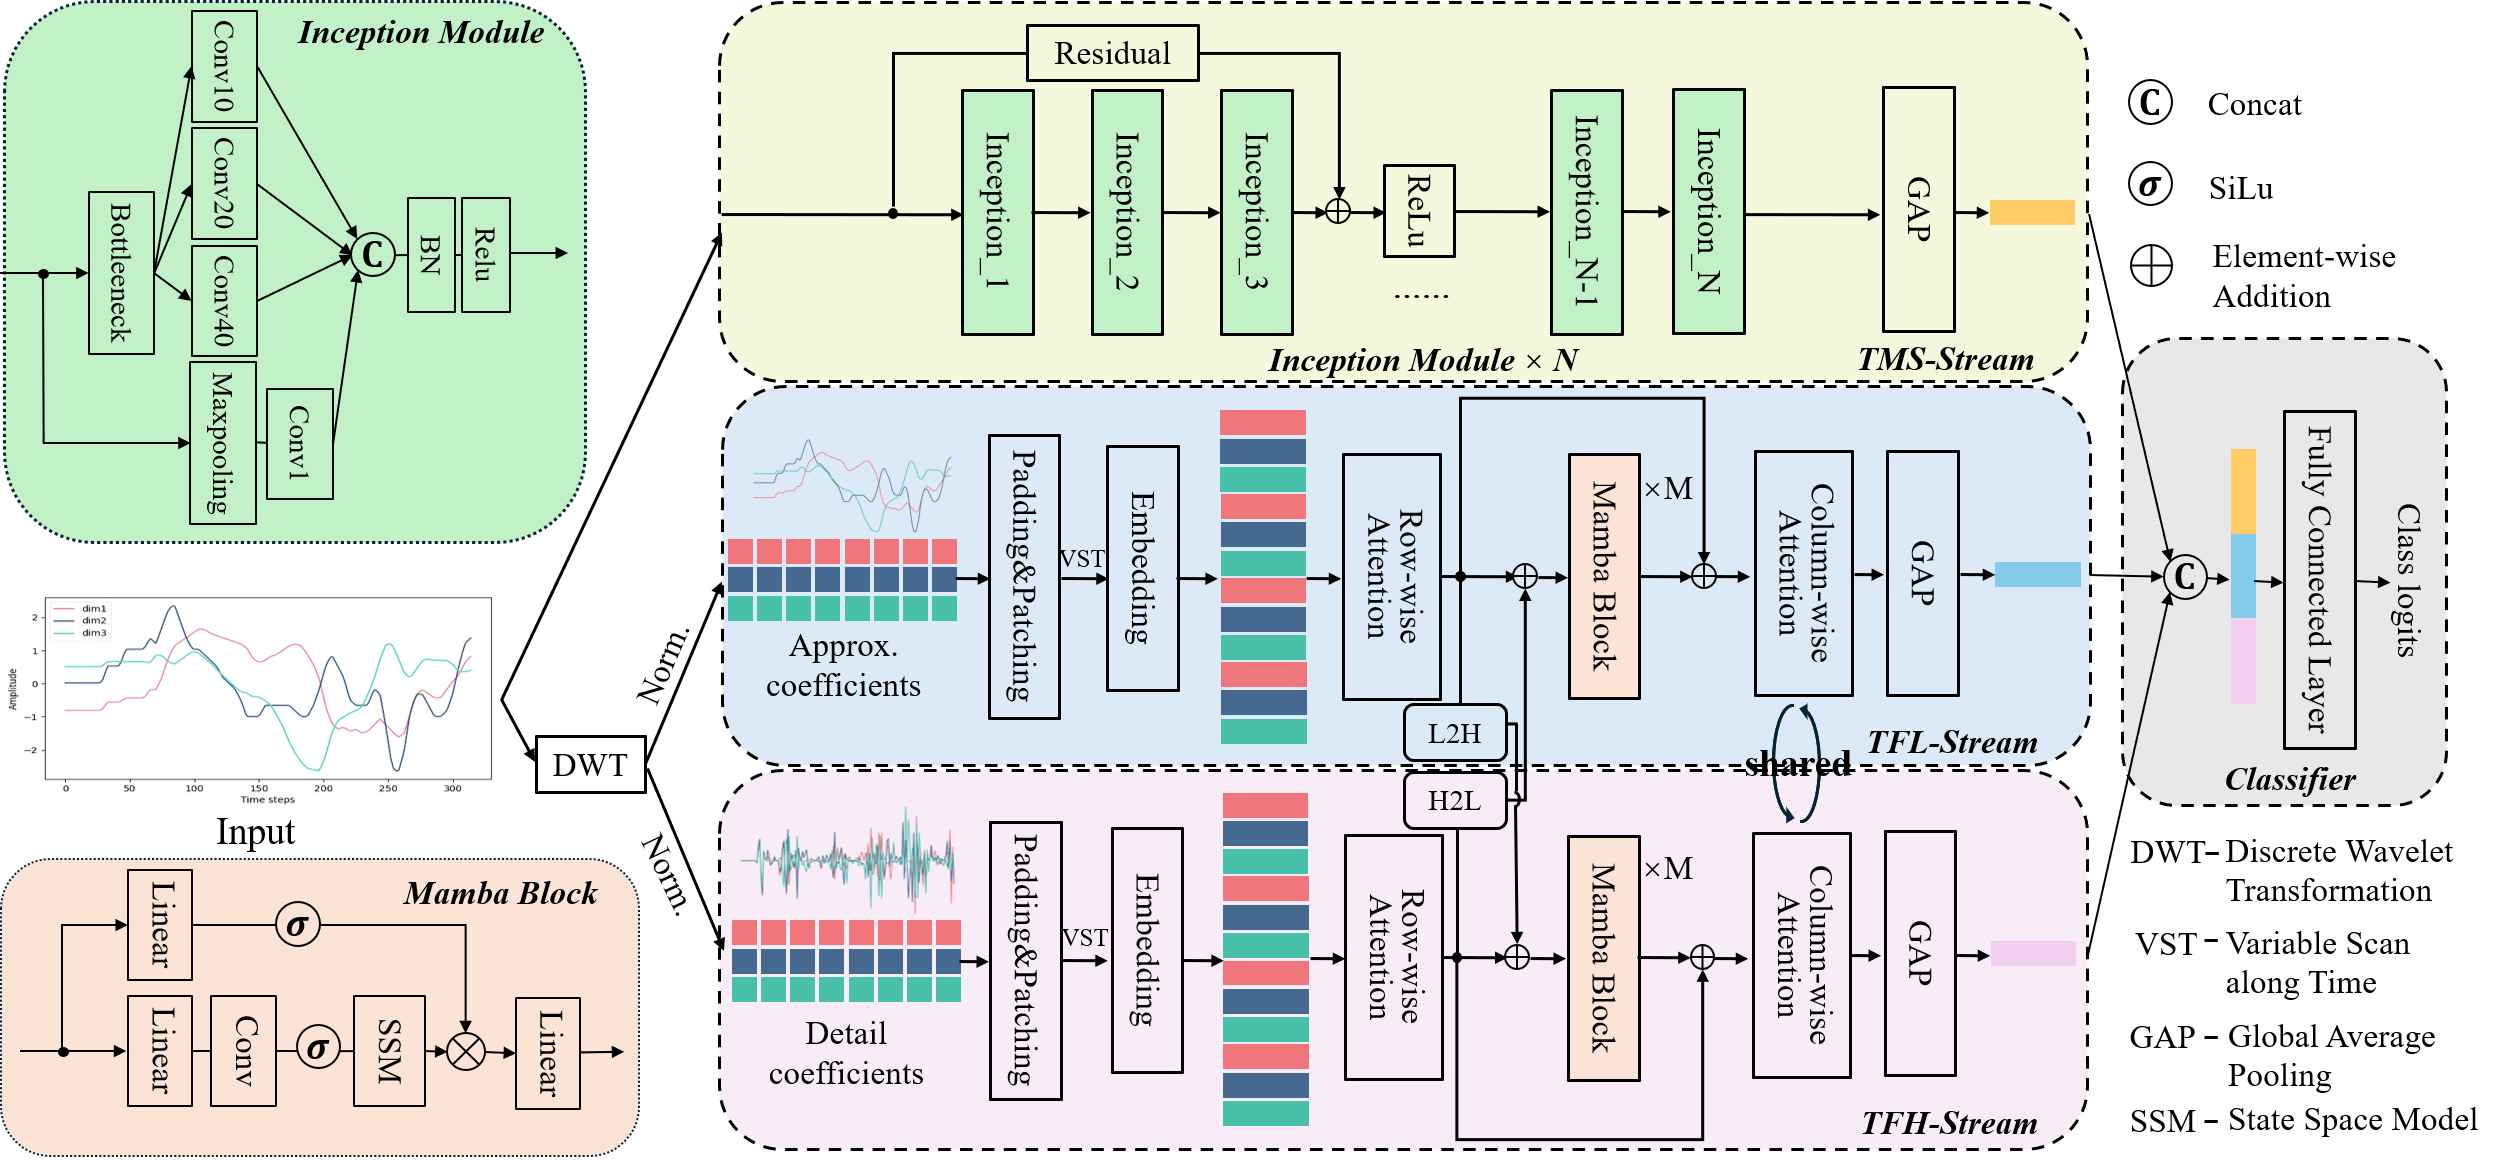 Inception Module
Conv10
Conv20
Conv40
Bottleeneck
Maxpooling
Conv1
C
BN
Relu
Residual
Inception_1
Inception_2
Inception_3
ReLu
......
Inception_N-1
Inception_N
GAP
Inception Module × N
TMS-Stream
C
Concat
σ
SiLu
Element-wise
Addition
dim1
dim2
dim3
2
1
0
−1
−2
Amplitude
0
50
100
150
200
250
300
Time steps
Input
DWT
Norm.
Norm.
Approx.
coefficients
Padding&Patching
VST
Embedding
Row-wise
Attention
Mamba Block
×M
Column-wise
Attention
GAP
L2H
TFL-Stream
shared
H2L
Detail
coefficients
Padding&Patching
VST
Embedding
Row-wise
Attention
Mamba Block
×M
Column-wise
Attention
GAP
TFH-Stream
C
Fully Connected Layer
Class logits
Classifier
Mamba Block
Linear
σ
Linear
Conv
σ
SSM
Linear
DWT– Discrete Wavelet
Transformation
VST – Variable Scan
along Time
GAP – Global Average
Pooling
SSM – State Space Model